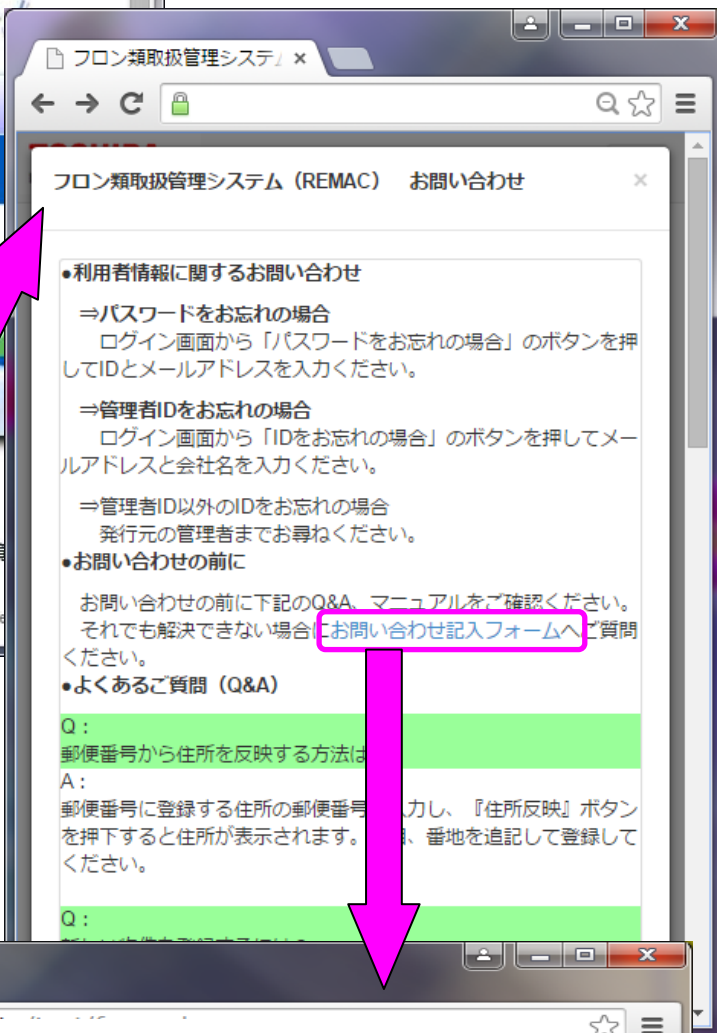 フロン類取扱管理システム
フロン類取扱管理システム（REMAC）　お問い合わせ
●利用者情報に関するお問い合わせ
⇒パスワードをお忘れの場合
ログイン画面から「パスワードをお忘れの場合」のボタンを押
してIDとメールアドレスを入力ください。
⇒管理者IDをお忘れの場合
ログイン画面から「IDをお忘れの場合」のボタンを押してメー
ルアドレスと会社名を入力ください。
⇒管理者ID以外のIDをお忘れの場合
発行元の管理者までお尋ねください。
●お問い合わせの前に
お問い合わせの前に下記のQ&A、マニュアルをご確認ください。
それでも解決できない場合にお問い合わせ記入フォームへご質問
ください。
●よくあるご質問（Q&A）
Q：
郵便番号から住所を反映する方法は
A：
郵便番号に登録する住所の郵便番号 入力し、『住所反映』ボタン
を押下すると住所が表示されます。 、番地を追記して登録して
ください。
Q：